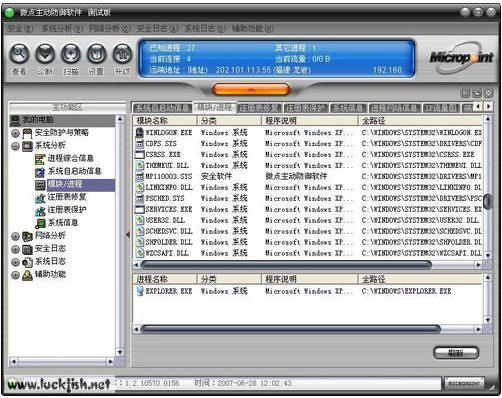 微点主动防御软件 测试版
安全(E) 系统分析(S) 网络分析(N) 安全日志(A) 系统日志(D) 辅助功能(U)
已知进程：27 其它进程：1
当前连接：4 当前流量：0/0 B
远端地址：(地址) 202.101.113.55(福建 龙岩) 192.168.
Micropoint
查看 诊断 扫描 设置 升级
主功能区
系统自启动信息 模块/进程 注册表修复 注册表保护 系统信息
我的电脑
安全防护与策略
系统分析
进程综合信息
系统自启动信息
模块/进程
注册表修复
注册表保护
系统信息
网络分析
安全日志
系统日志
辅助功能
模块名称 分类 程序说明 全路径
WINLOGON.EXE Windows 系统 Microsoft Windows XP... C:\WINDOWS\SYSTEM32\WINLOGON.E
CDFS.SYS Windows 系统 Microsoft Windows XP... C:\WINDOWS\SYSTEM32\DRIVERS\CDF
CSRSS.EXE Windows 系统 Microsoft Windows XP... C:\WINDOWS\SYSTEM32\CSRSS.EXE
THEMEUI.DLL Windows 系统 Microsoft Windows XP... C:\WINDOWS\SYSTEM32\THEMEUI.DLL
MP110003.SYS 安全软件 微点主动防御软件 C:\WINDOWS\SYSTEM32\DRIVERS\MP1
LINKINFO.DLL Windows 系统 Microsoft Windows XP... C:\WINDOWS\SYSTEM32\LINKINFO.DL
PSCHED.SYS Windows 系统 Microsoft Windows XP... C:\WINDOWS\SYSTEM32\DRIVERS\PSC
SERVICES.EXE Windows 系统 Microsoft Windows XP... C:\WINDOWS\SYSTEM32\SERVICES.EX
USER32.DLL Windows 系统 Microsoft Windows XP... C:\WINDOWS\SYSTEM32\USER32.DLL
SCHEDSVC.DLL Windows 系统 Microsoft Windows XP... C:\WINDOWS\SYSTEM32\SCHEDSVC.DL
SHFOLDER.DLL Windows 系统 Microsoft Windows XP... C:\WINDOWS\SYSTEM32\SHFOLDER.DL
WZCSAPI.DLL Windows 系统 Microsoft Windows XP... C:\WINDOWS\SYSTEM32\WZCSAPI.DLL
进程名称 分类 程序说明 全路径
EXPLORER.EXE Windows 系统 Microsoft Windows XP... C:\WINDOWS\EXPLORER.EXE
刷新
www.luckfish.net :1.2.10570.0156 时间：2007-06-28 12:02:43 MICROPOINT